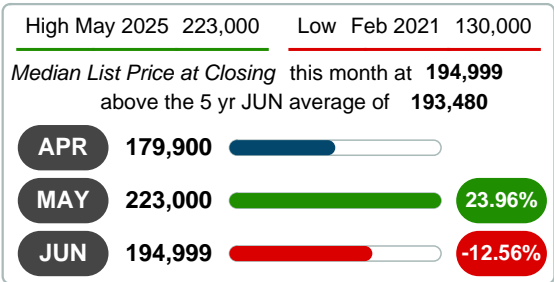 High May 2025 223,000 Low Feb 2021 130,000
Median List Price at Closing this month at 194,999
above the 5 yr JUN average of 193,480
APR 179,900
MAY 223,000 23.96%
JUN 194,999 -12.56%